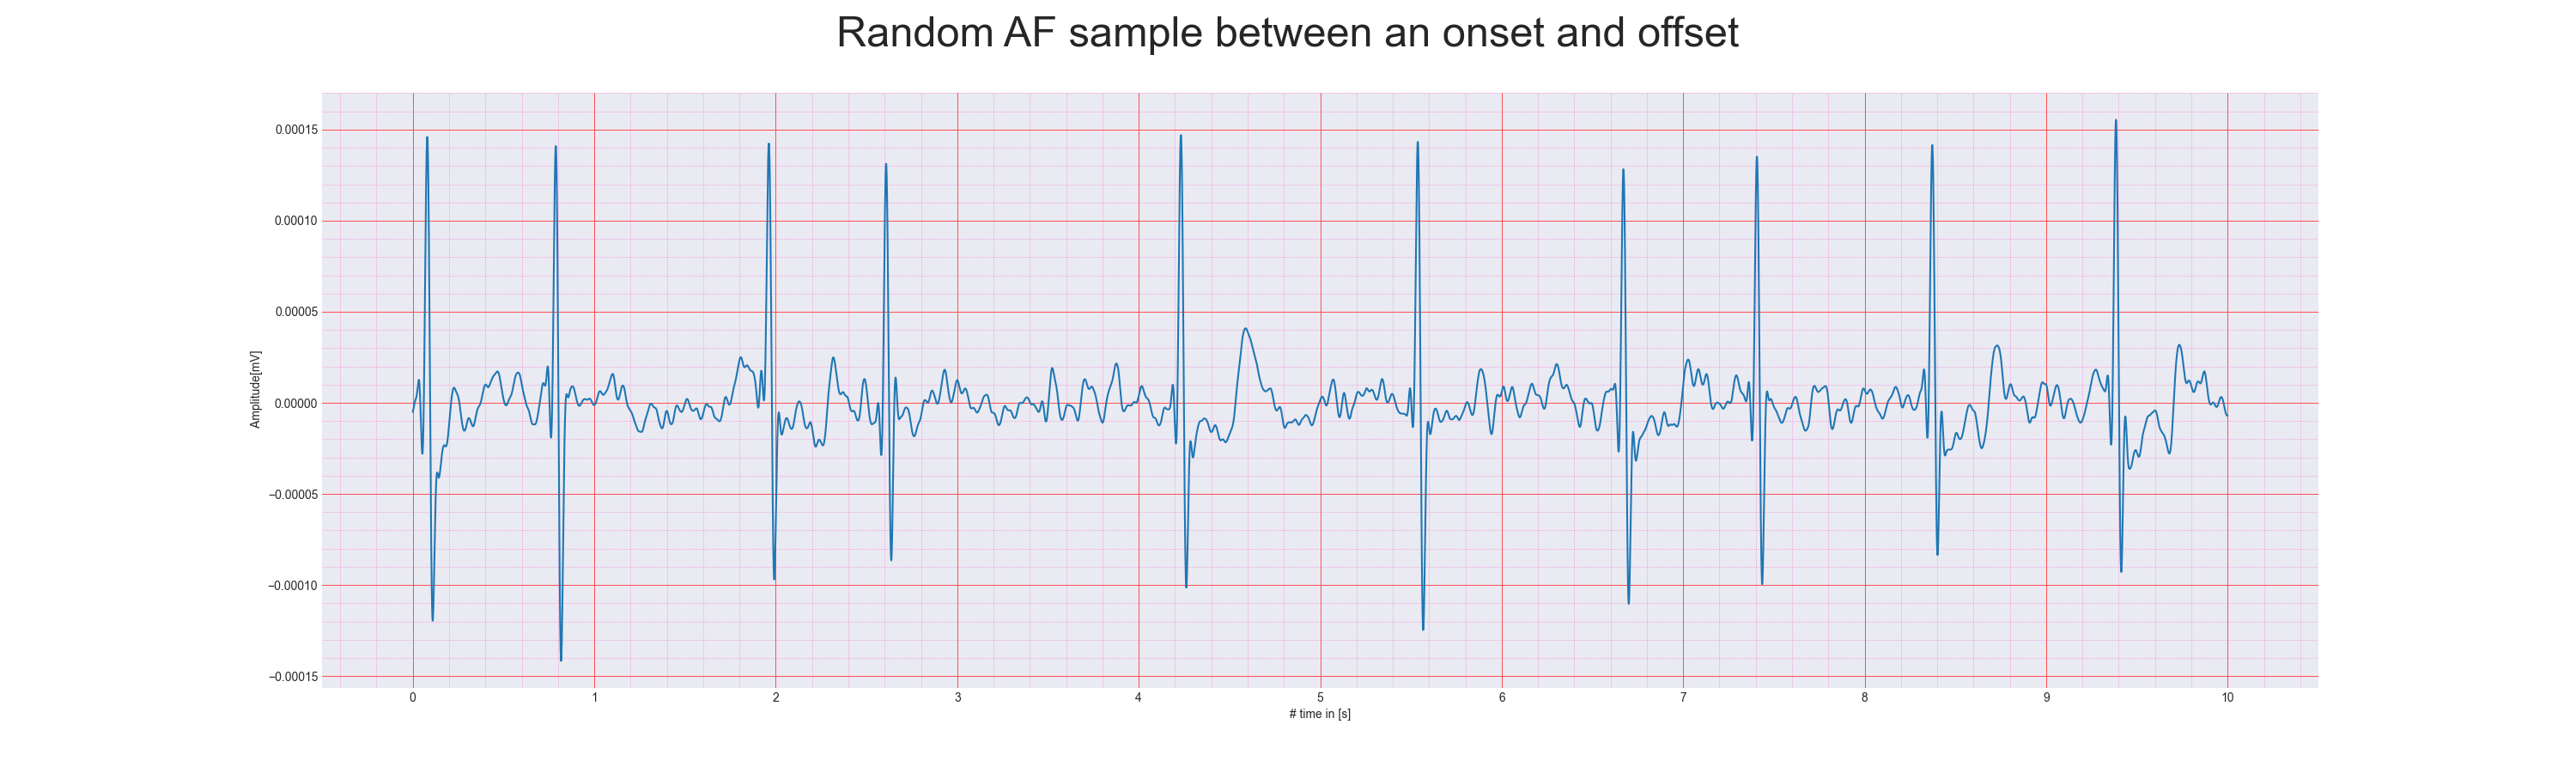 Random AF sample between an onset and offset
Amplitude[mV]
0.00015
0.00010
0.00005
0.00000
−0.00005
−0.00010
−0.00015
0 1 2 3 4 5 6 7 8 9 10
# time in [s]